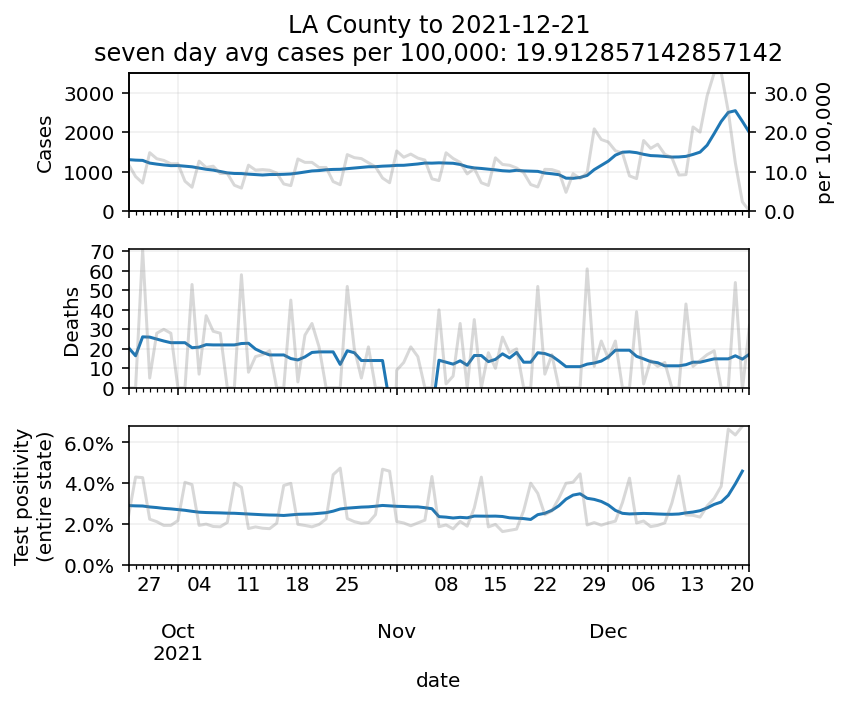 LA County to 2021-12-21
seven day avg cases per 100,000: 19.912857142857142
Cases
3000
2000
1000
0
30.0
20.0
10.0
0.0
per 100,000
Deaths
70
60
50
40
30
20
10
0
Test positivity
(entire state)
6.0%
4.0%
2.0%
0.0%
27 04 11 18 25 08 15 22 29 06 13 20
Oct Nov Dec
2021
date